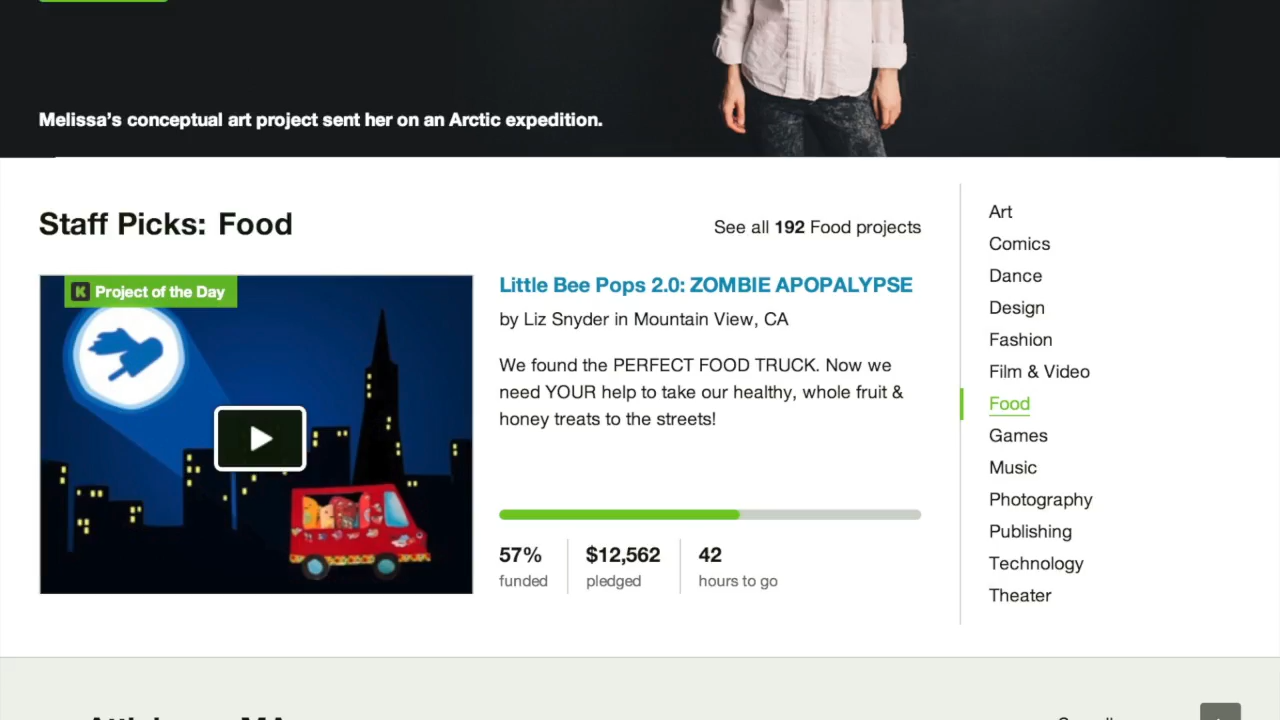 Melissa's conceptual art project sent her on an Arctic expedition.
Staff Picks: Food
See all 192 Food projects
K Project of the Day
Little Bee Pops 2.0: ZOMBIE APOPALYPSE
by Liz Snyder in Mountain View, CA
We found the PERFECT FOOD TRUCK. Now we
need YOUR help to take our healthy, whole fruit &
honey treats to the streets!
57%
funded
$12,562
pledged
42
hours to go
Art
Comics
Dance
Design
Fashion
Film & Video
Food
Games
Music
Photography
Publishing
Technology
Theater